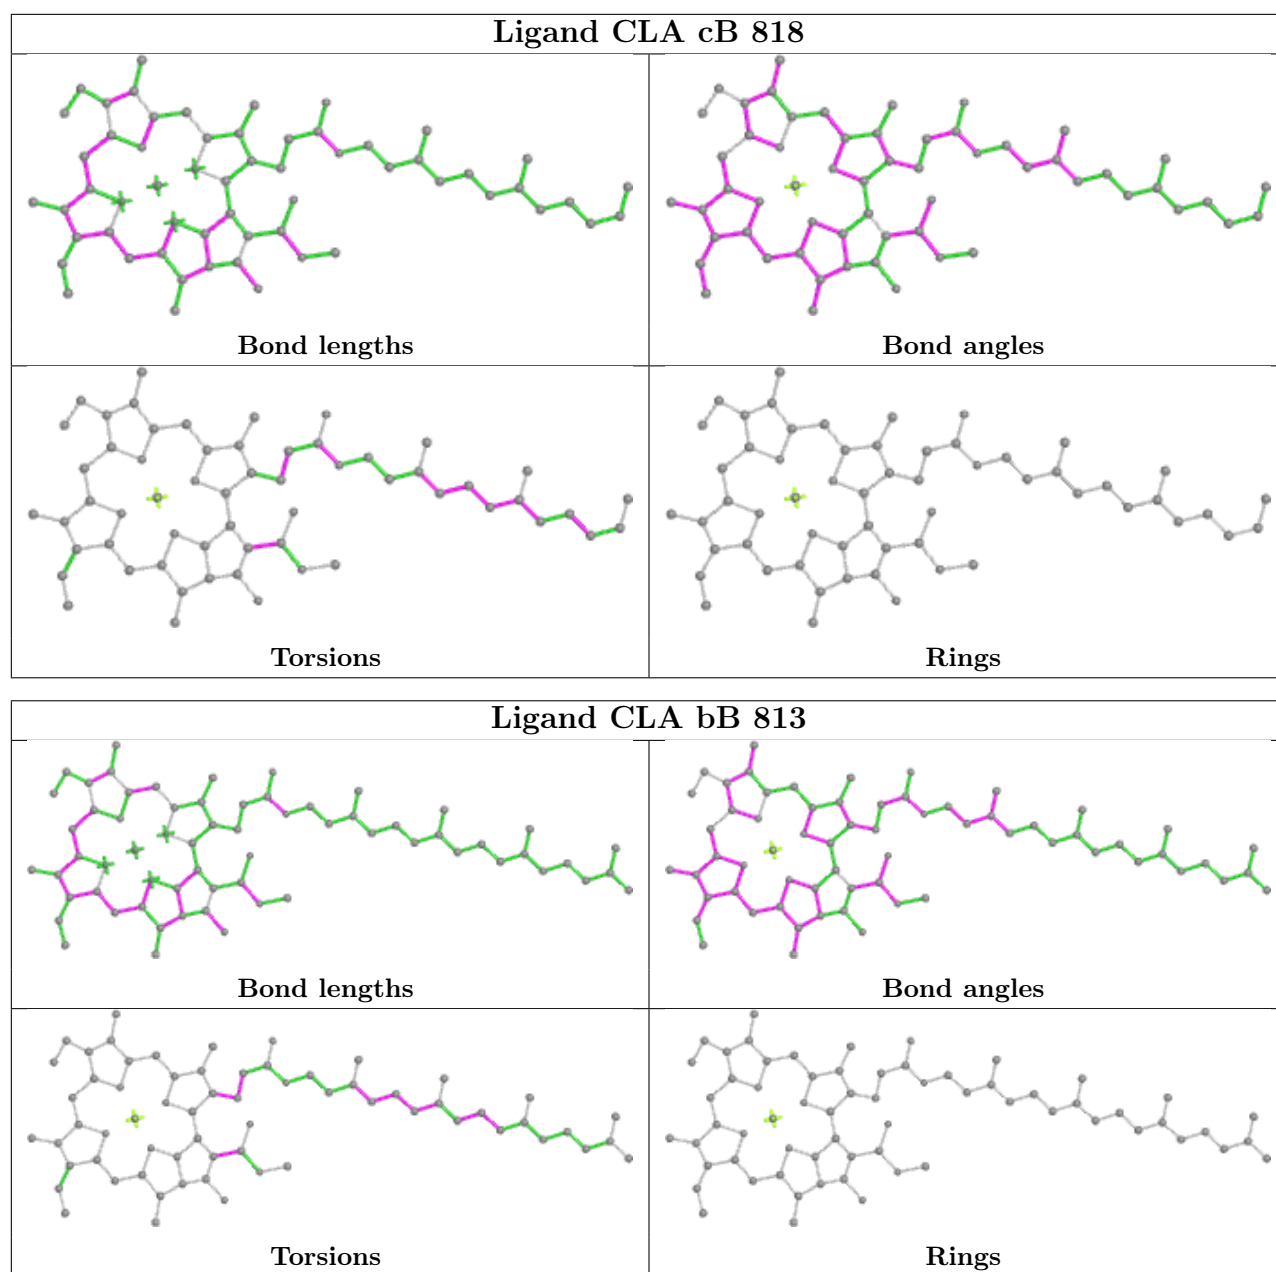 Ligand CLA cB 818
Bond lengths
Bond angles
Torsions
Rings
Ligand CLA bB 813
Bond lengths
Bond angles
Torsions
Rings